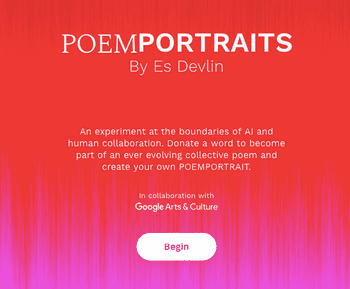 POEMPORTRAITS
By Es Devlin
An experiment at the boundaries of AI and
human collaboration. Donate a word to become
part of an ever evolving collective poem and
create your own POEMPORTRAIT.
In collaboration with
Google Arts & Culture
Begin